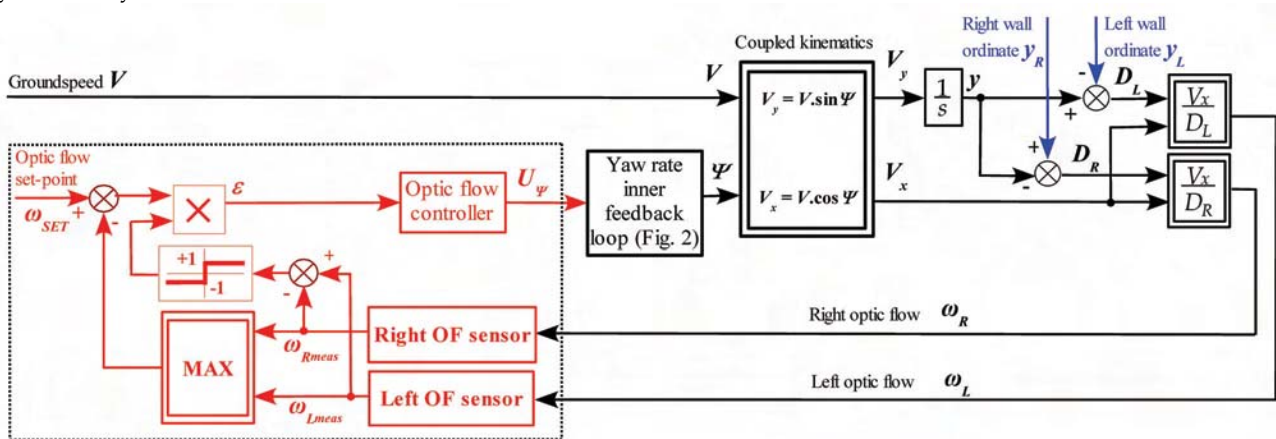 Right wall
ordinate y_R
Left wall
ordinate y_L
Coupled kinematics
Groundspeed V
V
V_y
y
D_L
V_y = V.sinΨ
1
s
-
+
V_x
D_L
Optic flow
set-point
ω_SET
+
-
ε
×
Optic flow
controller
U_Ψ
Yaw rate
inner
feedback
loop (Fig. 2)
Ψ
V_x = V.cosΨ
V_x
+
-
D_R
V_x
D_R
+1
-1
+
-
MAX
ω_Rmeas
Right OF sensor
Right optic flow ω_R
ω_Lmeas
Left OF sensor
Left optic flow ω_L